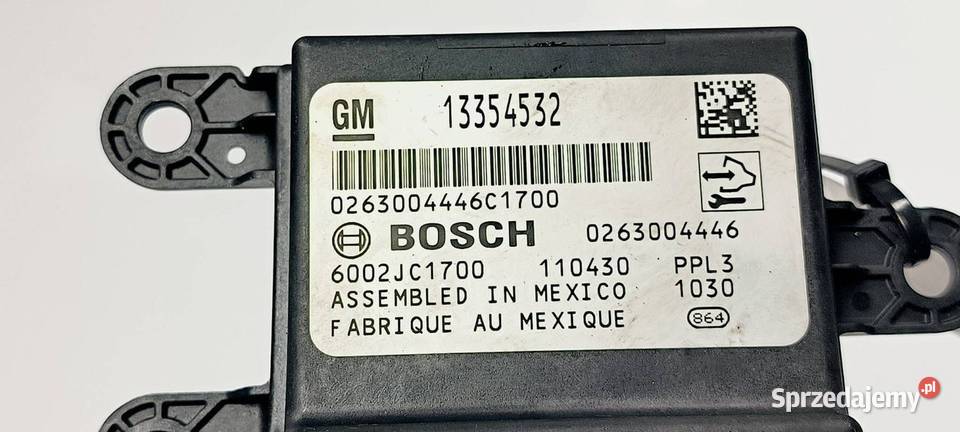 GM 13354532
0263004446C1700
BOSCH 0263004446
6002JC1700 110430 PPL3
ASSEMBLED IN MEXICO 1030
FABRIQUE AU MEXIQUE 864
Sprzedajemy.pl